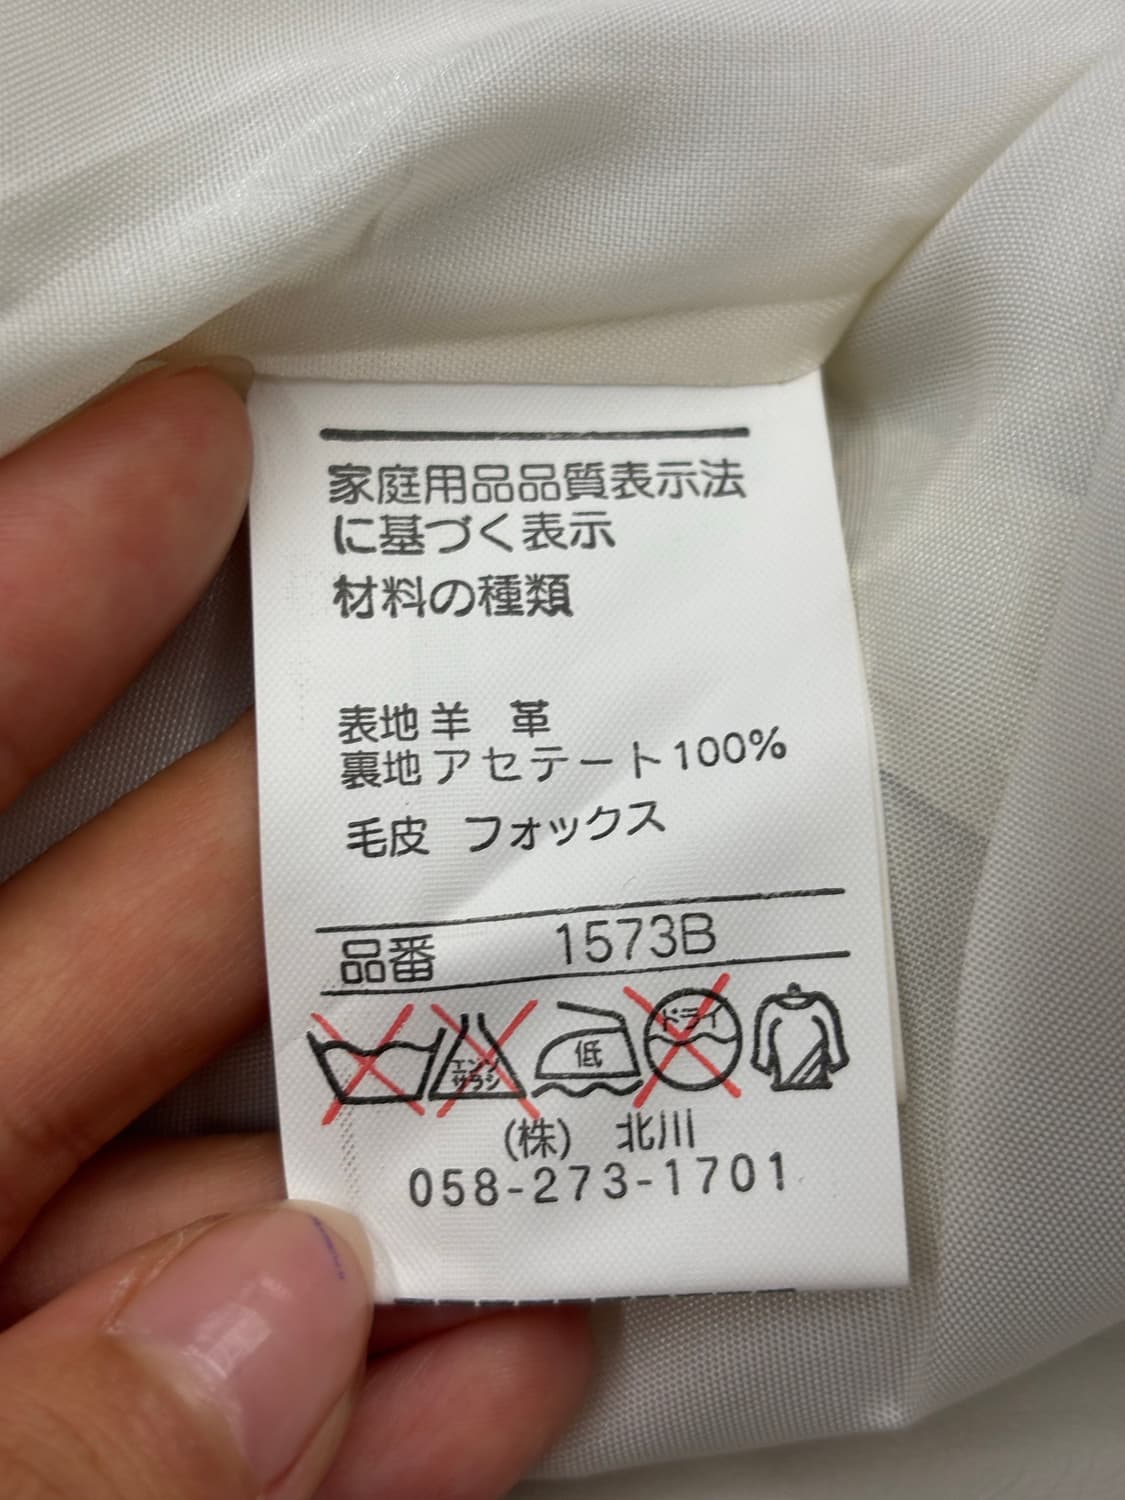 家庭用品品質表示法
に基づく表示
材料の種類
表地 羊 革
裏地 アセテート100%
毛皮 フォックス
品番 1573B
エンソ
サラシ
低
ドライ
(株) 北川
058-273-1701